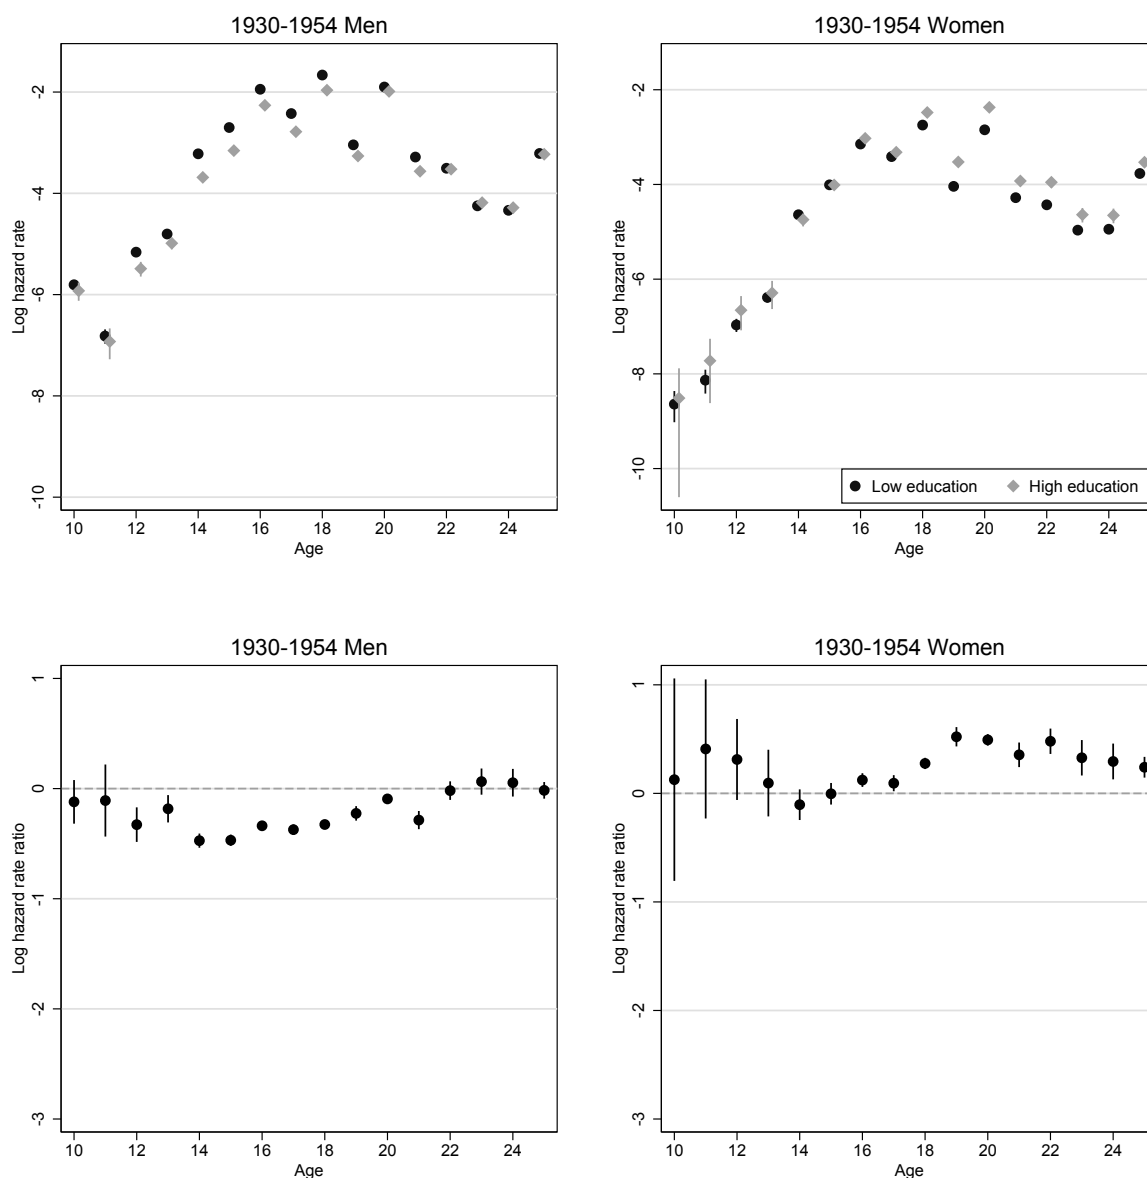 1930-1954 Men
Log hazard rate
-2
-4
-6
-8
-10
10 12 14 16 18 20 22 24
Age
1930-1954 Women
Log hazard rate
-2
-4
-6
-8
-10
Low education High education
10 12 14 16 18 20 22 24
Age
1930-1954 Men
Log hazard rate ratio
1
0
-1
-2
-3
10 12 14 16 18 20 22 24
Age
1930-1954 Women
Log hazard rate ratio
1
0
-1
-2
-3
10 12 14 16 18 20 22 24
Age